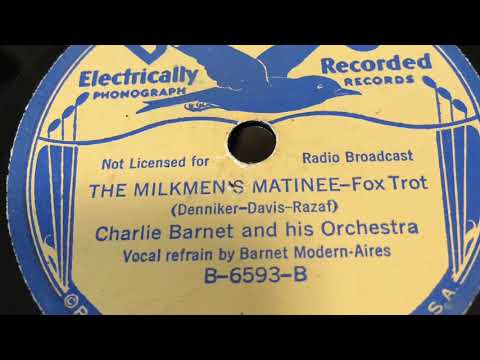 Electrically Recorded
PHONOGRAPH RECORDS
Not Licensed for Radio Broadcast
THE MILKMEN'S MATINEE—Fox Trot
(Denniker—Davis—Razaf)
Charlie Barnet and his Orchestra
Vocal refrain by Barnet Modern-Aires
B-6593-B
S.A.